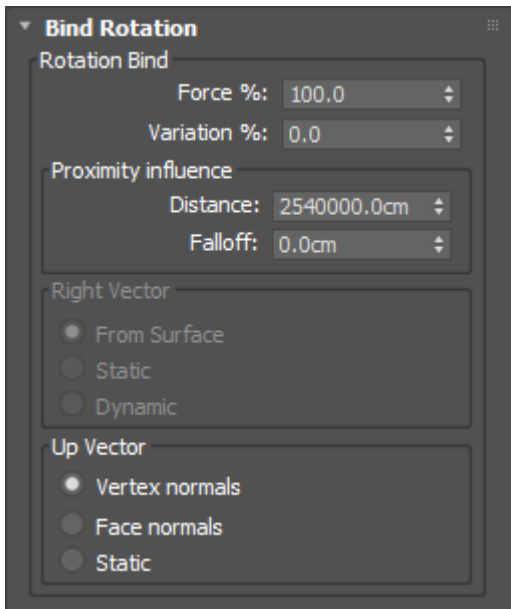 Bind Rotation
Rotation Bind
Force %: 100.0
Variation %: 0.0
Proximity influence
Distance: 2540000.0cm
Falloff: 0.0cm
Right Vector
From Surface
Static
Dynamic
Up Vector
Vertex normals
Face normals
Static